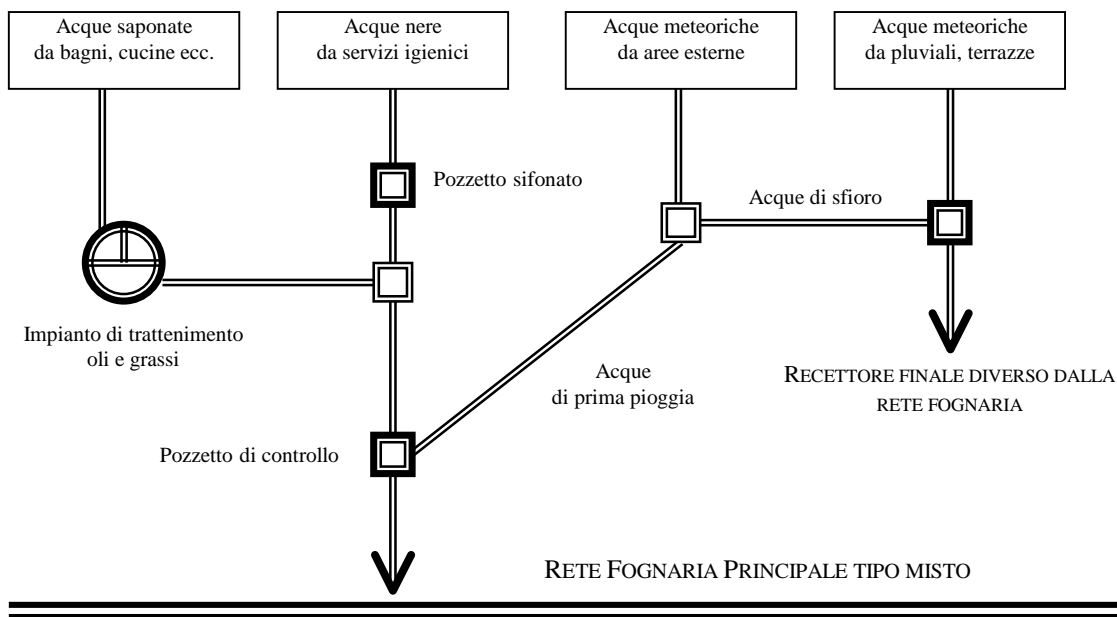 Acque saponate
da bagni, cucine ecc.
Acque nere
da servizi igienici
Acque meteoriche
da aree esterne
Acque meteoriche
da pluviali, terrazze
Pozzetto sifonato
Acque di sfioro
Impianto di trattenimento
oli e grassi
Acque
di prima pioggia
RECETTORE FINALE DIVERSO DALLA
RETE FOGNARIA
Pozzetto di controllo
RETE FOGNARIA PRINCIPALE TIPO MISTO